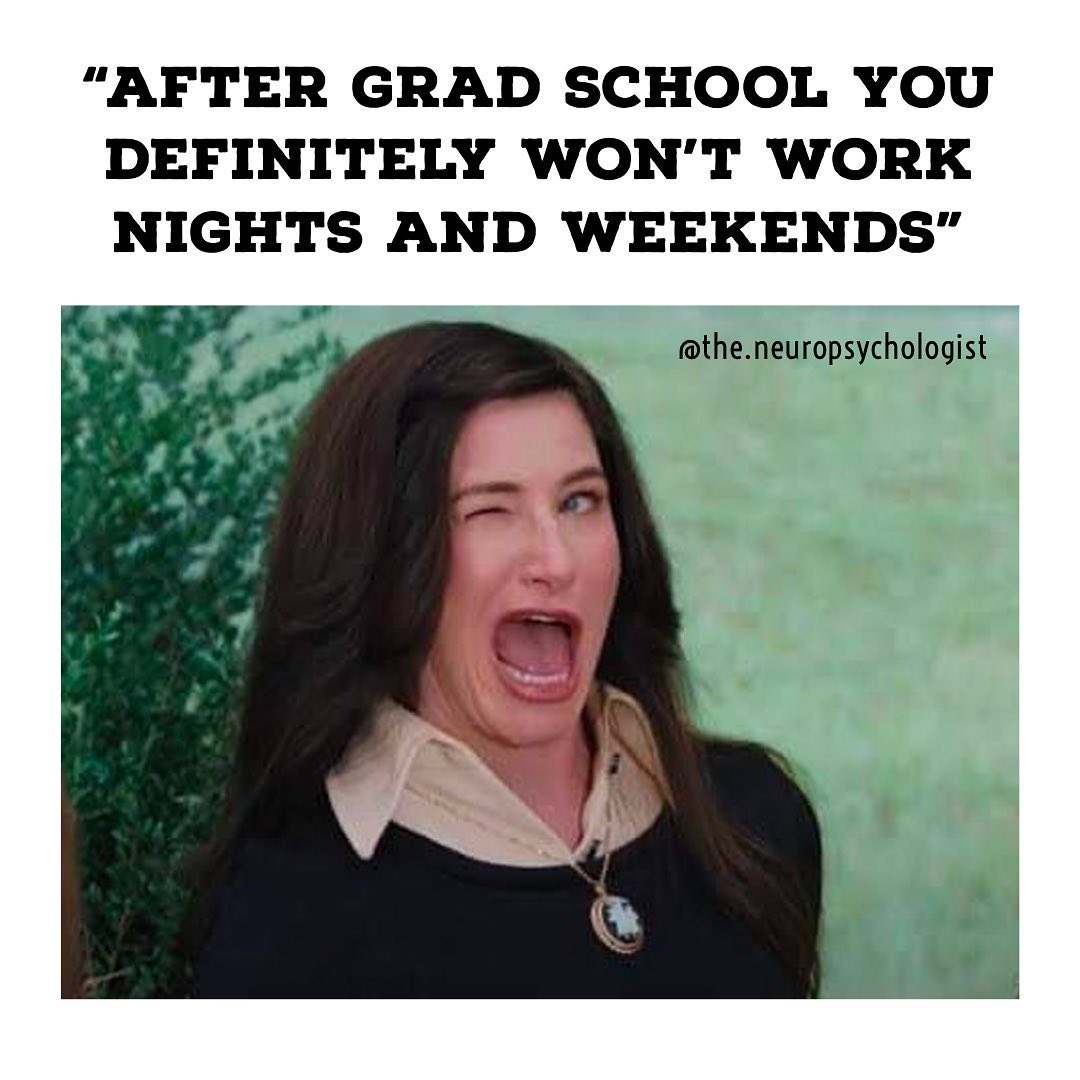 “AFTER GRAD SCHOOL YOU
DEFINITELY WON’T WORK
NIGHTS AND WEEKENDS”
@the.neuropsychologist